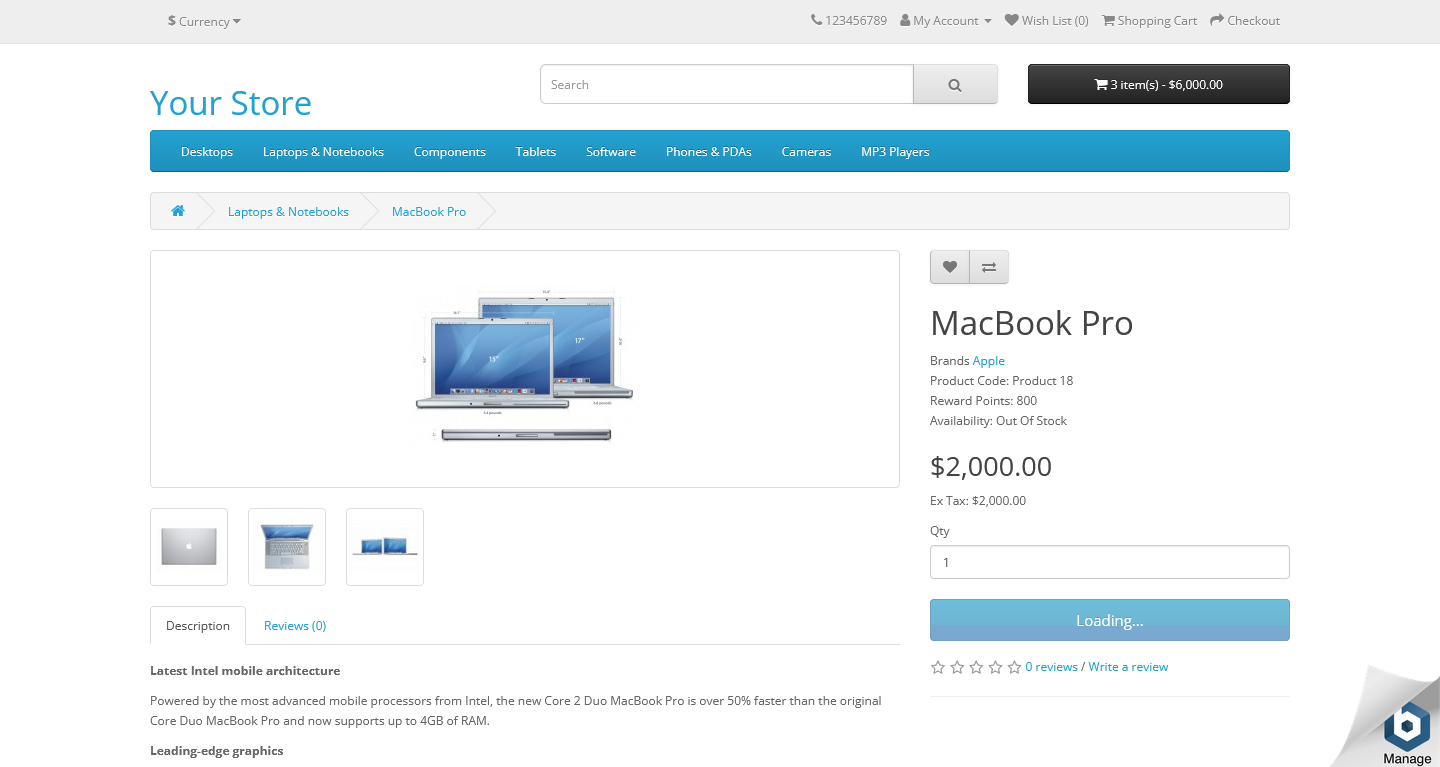 $ Currency
123456789 My Account Wish List (0) Shopping Cart Checkout
Your Store
Search
3 item(s) - $6,000.00
Desktops Laptops & Notebooks Components Tablets Software Phones & PDAs Cameras MP3 Players
Laptops & Notebooks MacBook Pro
15"
17"
MacBook Pro
Brands Apple
Product Code: Product 18
Reward Points: 800
Availability: Out Of Stock
$2,000.00
Ex Tax: $2,000.00
Qty
1
Loading...
0 reviews / Write a review
Description Reviews (0)
Latest Intel mobile architecture
Powered by the most advanced mobile processors from Intel, the new Core 2 Duo MacBook Pro is over 50% faster than the original
Core Duo MacBook Pro and now supports up to 4GB of RAM.
Leading-edge graphics
Manage